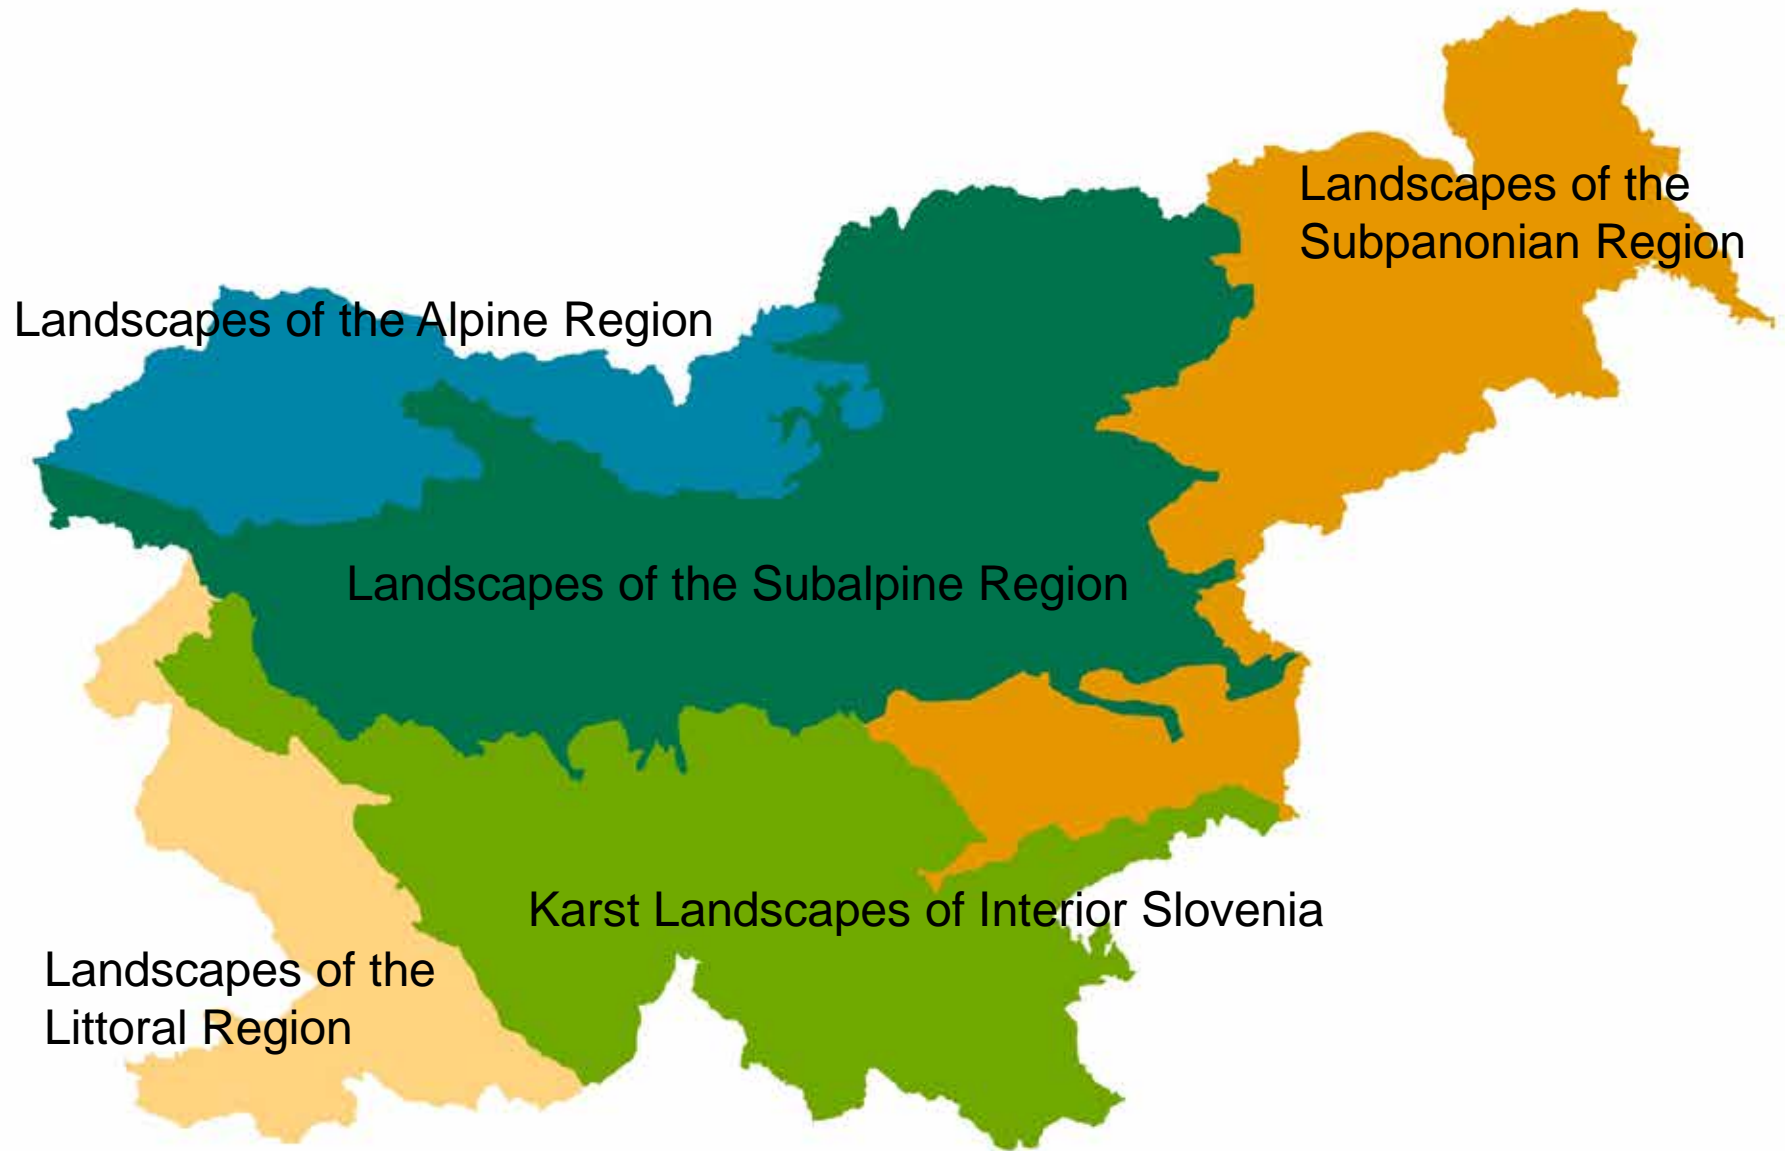 Landscapes of the
Subpanonian Region
Landscapes of the Alpine Region
Landscapes of the Subalpine Region
Karst Landscapes of Interior Slovenia
Landscapes of the
Littoral Region